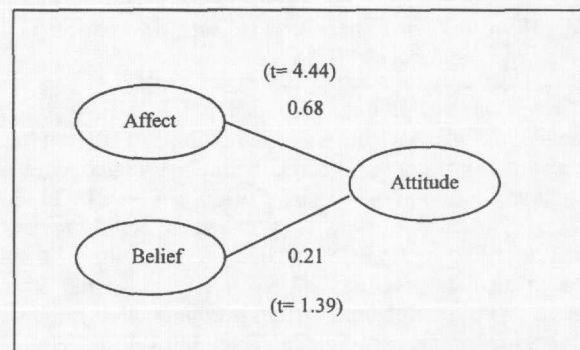 (t= 4.44)
0.68
Affect
Attitude
Belief
0.21
(t= 1.39)